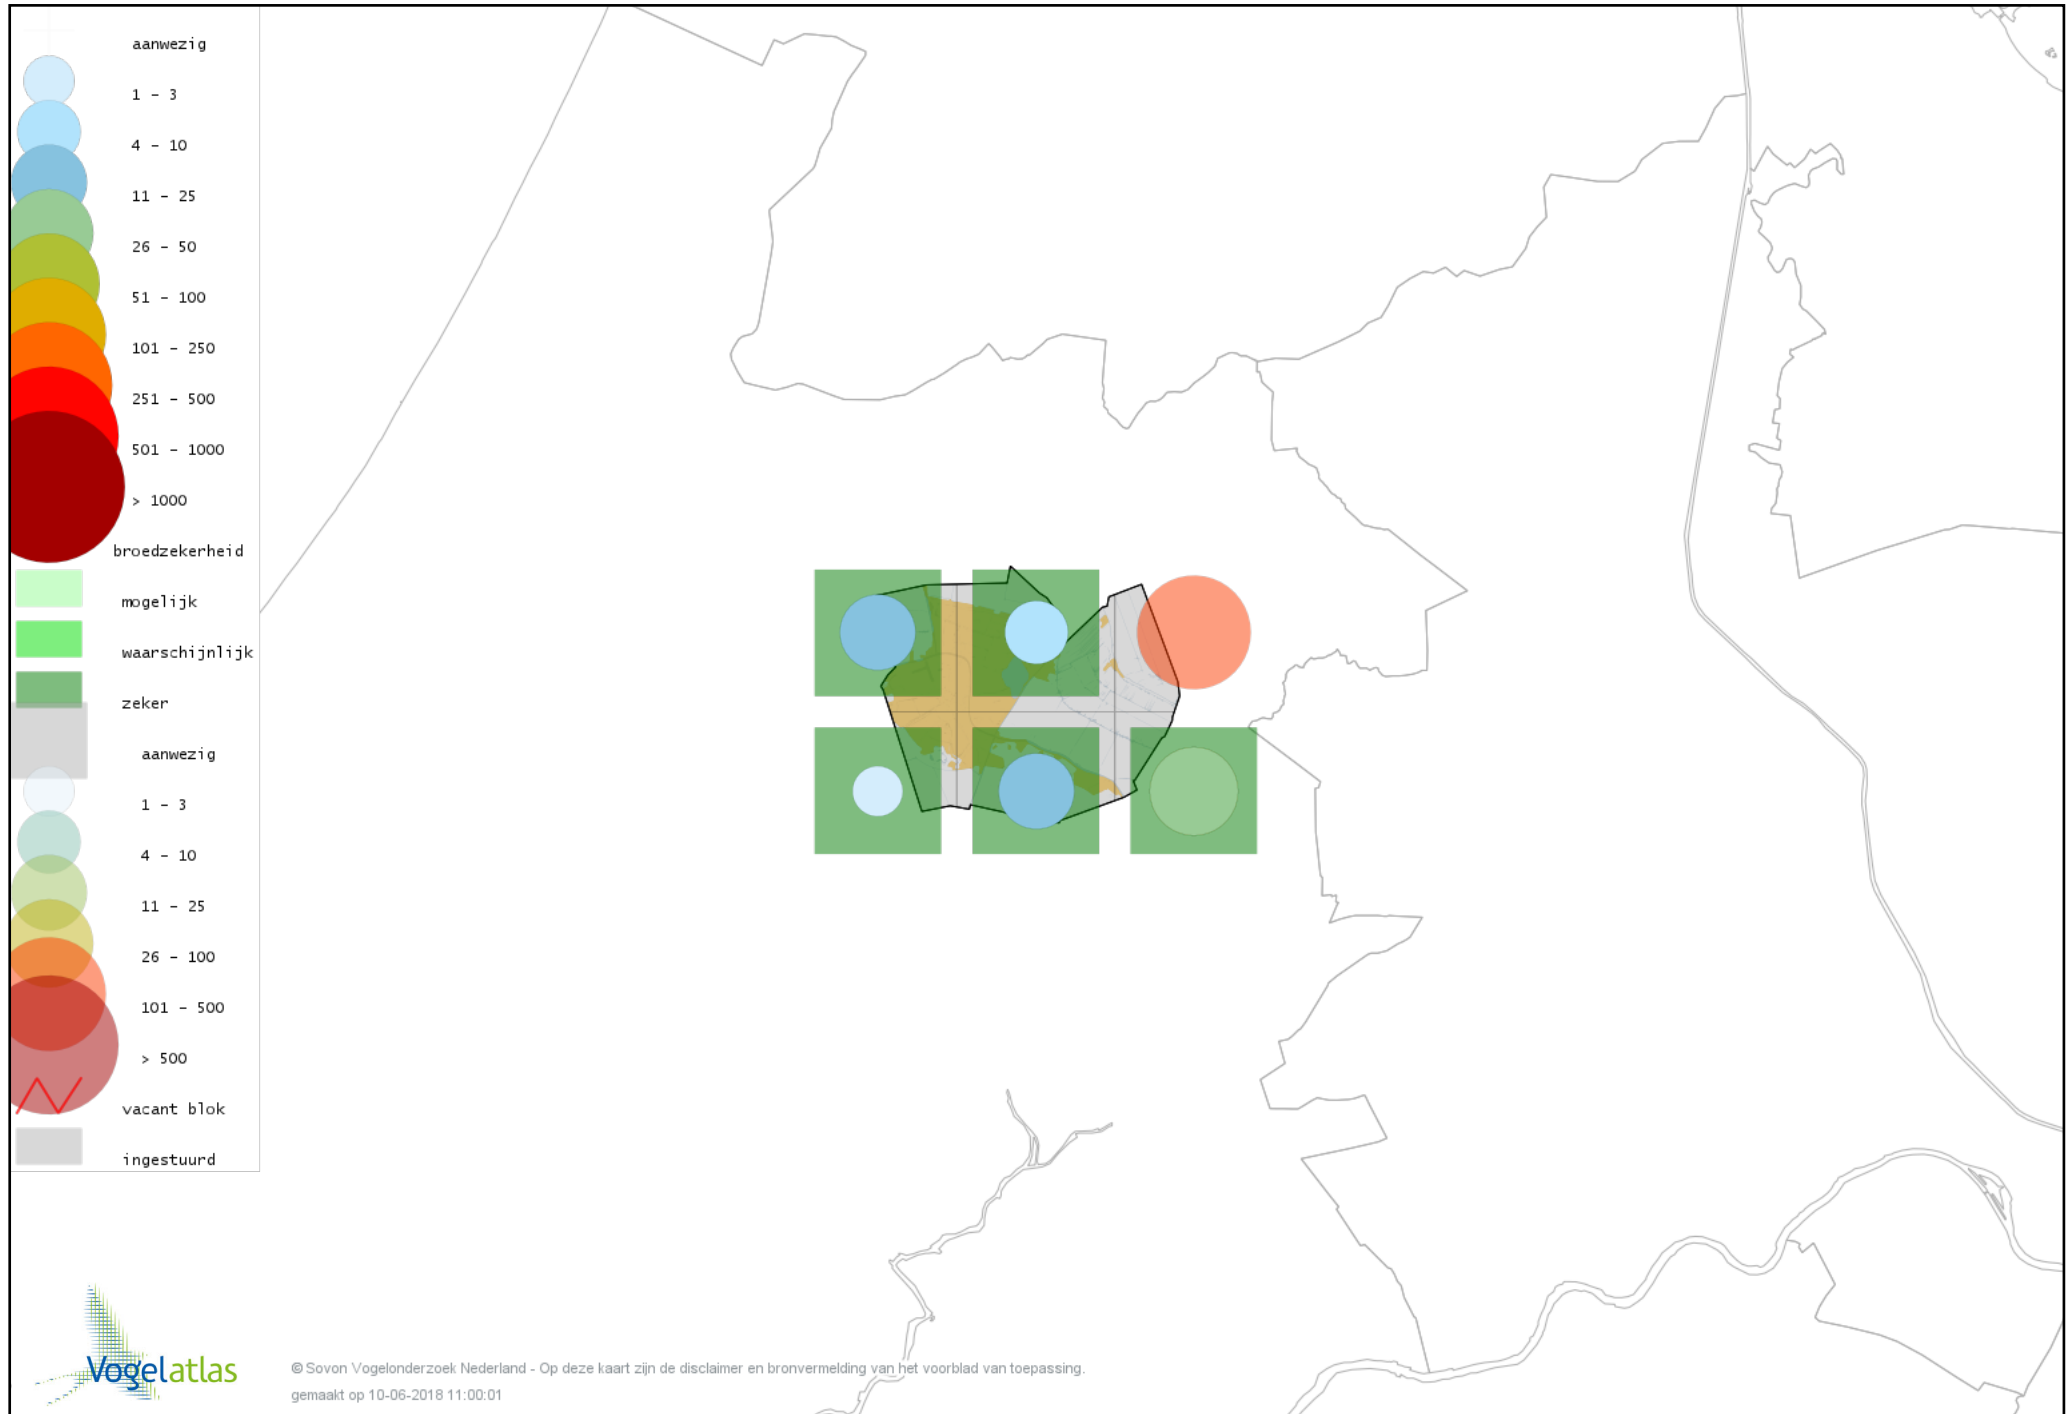 aanwezig
1 - 3
4 - 10
11 - 25
26 - 50
51 - 100
101 - 250
251 - 500
501 - 1000
> 1000
broedzekerheid
mogelijk
waarschijnlijk
zeker
aanwezig
1 - 3
4 - 10
11 - 25
26 - 100
101 - 500
> 500
vacant blok
ingestuurd
Vogelatlas
© Sovon Vogelonderzoek Nederland - Op deze kaart zijn de disclaimer en bronvermelding van het voorblad van toepassing.
gemaakt op 10-06-2018 11:00:01